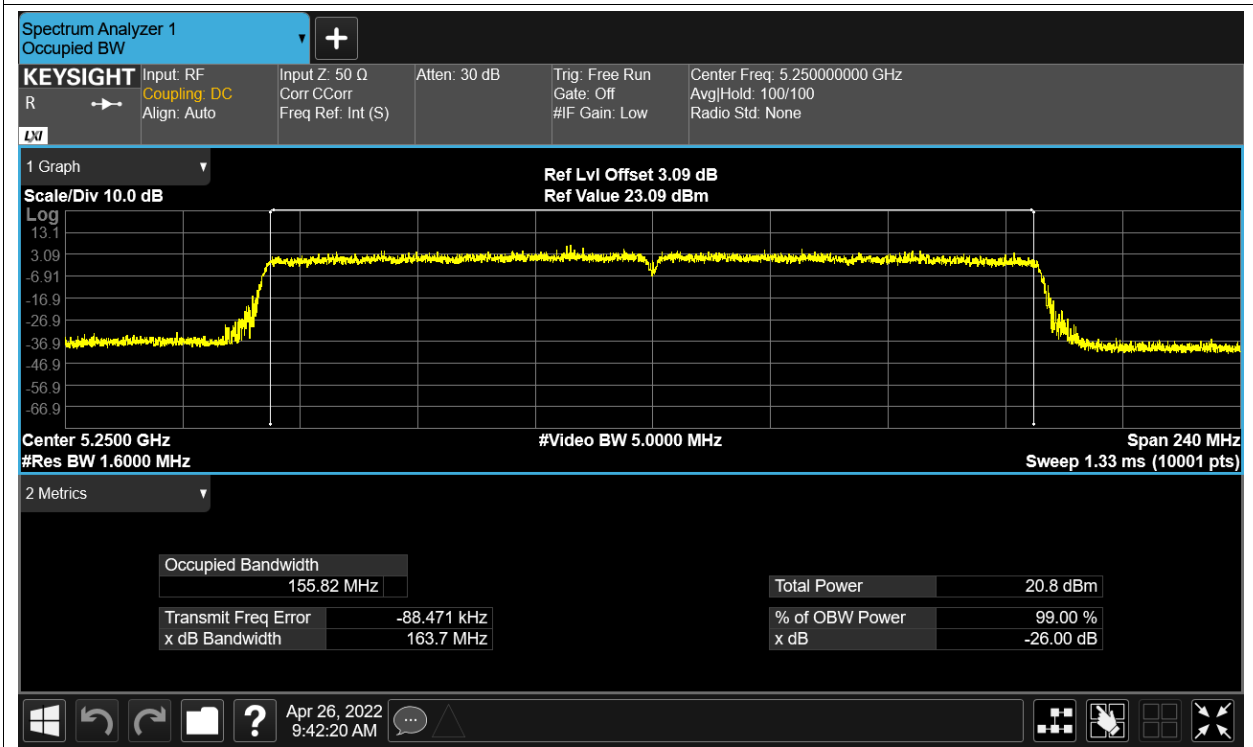 Spectrum Analyzer 1
Occupied BW
KEYSIGHT
R
LXI
Input: RF
Coupling: DC
Align: Auto
Input Z: 50 Ω
Corr CCorr
Freq Ref: Int (S)
Atten: 30 dB
Trig: Free Run
Gate: Off
#IF Gain: Low
Center Freq: 5.250000000 GHz
Avg|Hold: 100/100
Radio Std: None
1 Graph
Ref Lvl Offset 3.09 dB
Scale/Div 10.0 dB
Ref Value 23.09 dBm
Log
13.1
3.09
-6.91
-16.9
-26.9
-36.9
-46.9
-56.9
-66.9
Center 5.2500 GHz
#Video BW 5.0000 MHz
Span 240 MHz
#Res BW 1.6000 MHz
Sweep 1.33 ms (10001 pts)
2 Metrics
Occupied Bandwidth
155.82 MHz
Total Power 20.8 dBm
Transmit Freq Error -88.471 kHz
% of OBW Power 99.00 %
x dB Bandwidth 163.7 MHz
x dB -26.00 dB
?
Apr 26, 2022
9:42:20 AM